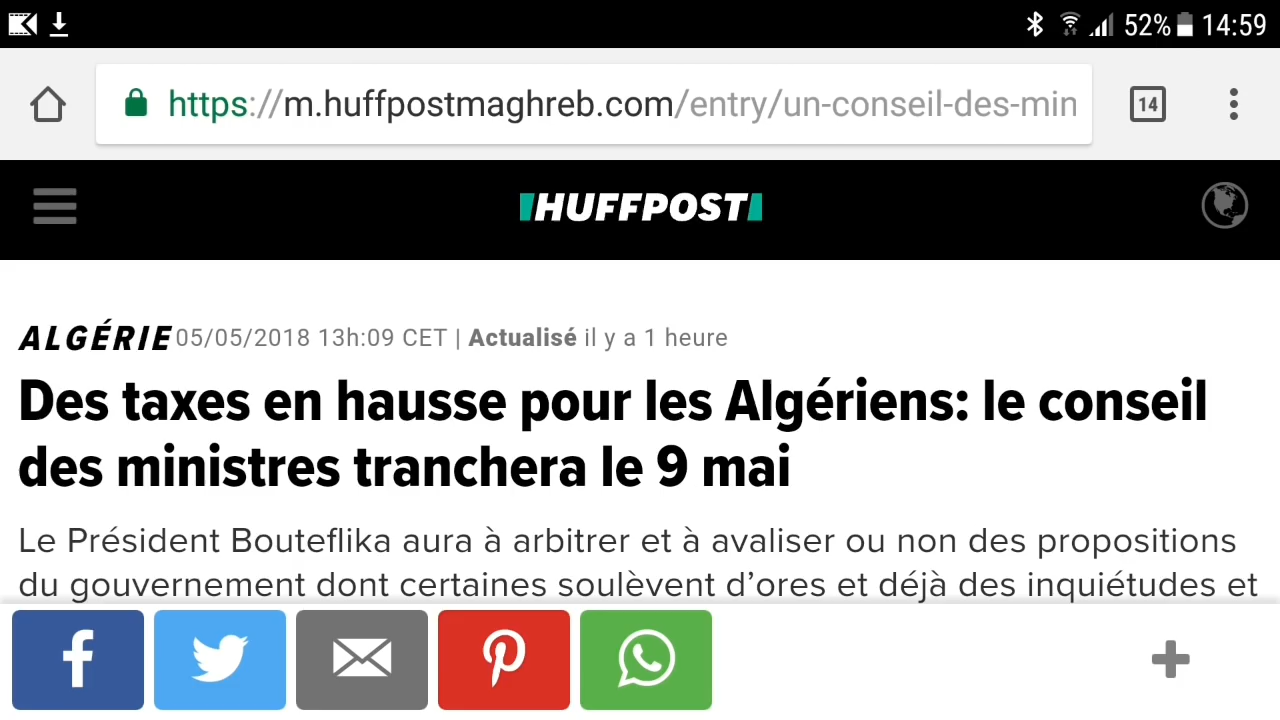 52% 14:59
https://m.huffpostmaghreb.com/entry/un-conseil-des-min
14
HUFFPOST
ALGÉRIE 05/05/2018 13h:09 CET | Actualisé il y a 1 heure
Des taxes en hausse pour les Algériens: le conseil
des ministres tranchera le 9 mai
Le Président Bouteflika aura à arbitrer et à avaliser ou non des propositions
du gouvernement dont certaines soulèvent d’ores et déjà des inquiétudes et